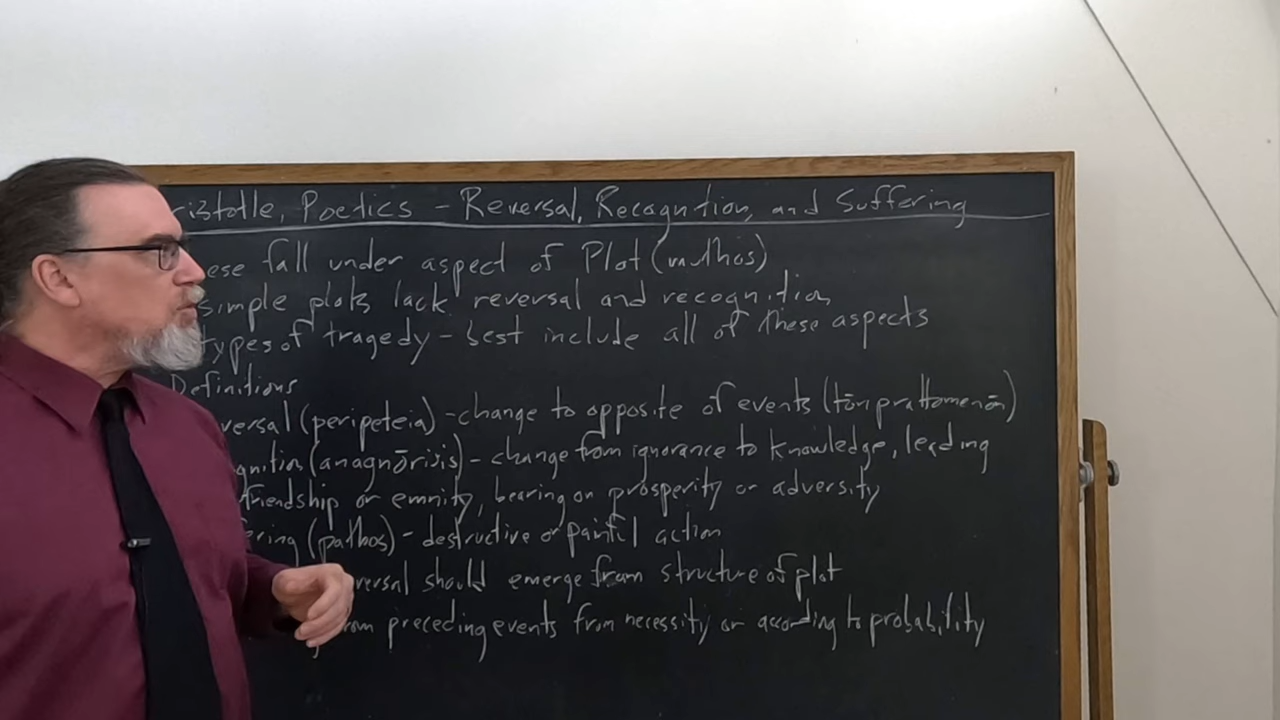 ristotle, Poetics - Reversal, Recognition, and Suffering
ese fall under aspect of Plot (muthos)
simple plots lack reversal and recognition
types of tragedy - best include all of these aspects
Definitions
versal (peripeteia) - change to opposite of events (tōn prattomenōn)
gnition (anagnōrisis) - change from ignorance to knowledge, leading
friendship or emnity, bearing on prosperity or adversity
ering (pathos) - destructive or painful action
versal should emerge from structure of plot
rom preceding events from necessity or according to probability